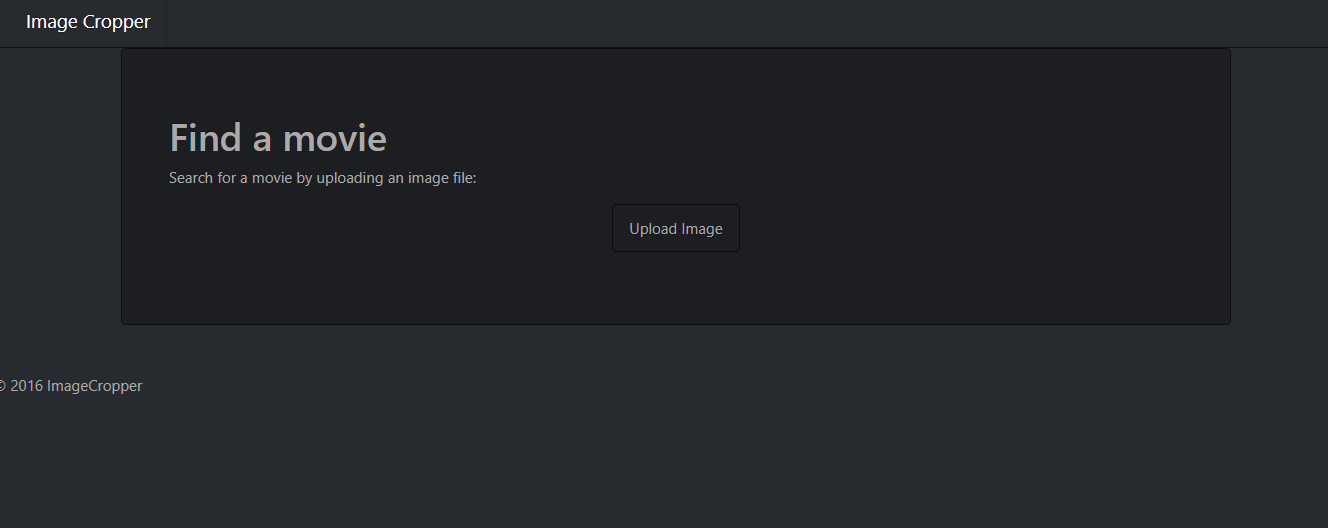 Image Cropper
Find a movie
Search for a movie by uploading an image file:
Upload Image
© 2016 ImageCropper